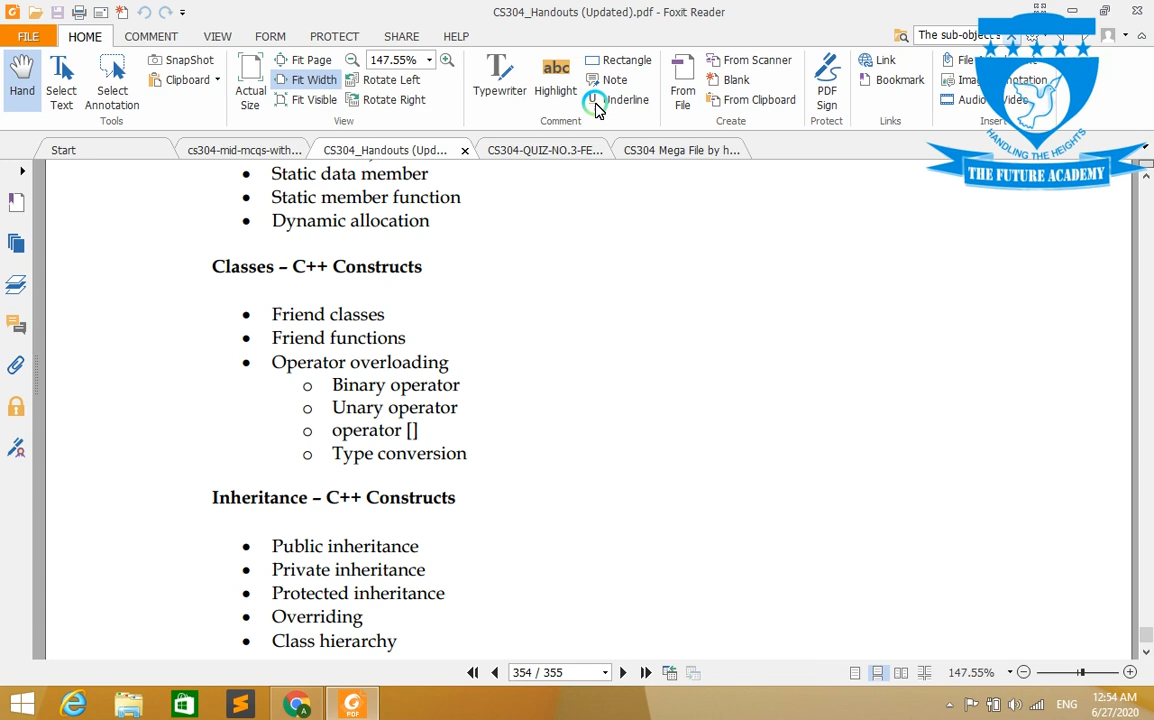 CS304_Handouts (Updated).pdf - Foxit Reader
FILE HOME COMMENT VIEW FORM PROTECT SHARE HELP
The sub-object
Hand
Select Text
Select Annotation
SnapShot
Clipboard
Tools
Actual Size
Fit Page
Fit Width
Fit Visible
147.55%
Rotate Left
Rotate Right
View
Typewriter
Highlight
Rectangle
Note
Underline
Comment
From File
From Scanner
Blank
From Clipboard
Create
PDF Sign
Protect
Link
Bookmark
Links
Audio
Insert
HANDLING THE HEIGHTS
THE FUTURE ACADEMY
Start
cs304-mid-mcqs-with...
CS304_Handouts (Upd...
CS304-QUIZ-NO.3-FE...
CS304 Mega File by h...
• Static data member
• Static member function
• Dynamic allocation
Classes – C++ Constructs
• Friend classes
• Friend functions
• Operator overloading
o Binary operator
o Unary operator
o operator []
o Type conversion
Inheritance – C++ Constructs
• Public inheritance
• Private inheritance
• Protected inheritance
• Overriding
• Class hierarchy
354 / 355
147.55%
PDF
ENG
12:54 AM
6/27/2020